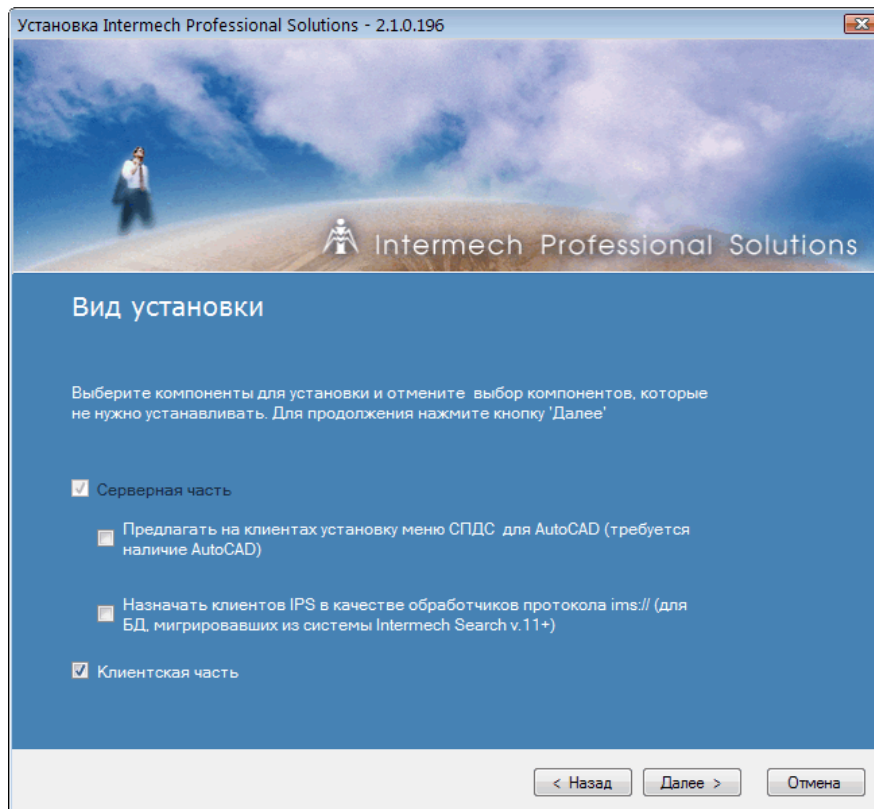 Установка Intermech Professional Solutions - 2.1.0.196
Intermech Professional Solutions
Вид установки
Выберите компоненты для установки и отмените выбор компонентов, которые
не нужно устанавливать. Для продолжения нажмите кнопку 'Далее'
Серверная часть
Предлагать на клиентах установку меню СПДС для AutoCAD (требуется
наличие AutoCAD)
Назначать клиентов IPS в качестве обработчиков протокола ims:// (для
БД, мигрировавших из системы Intermech Search v.11+)
Клиентская часть
< Назад
Далее >
Отмена